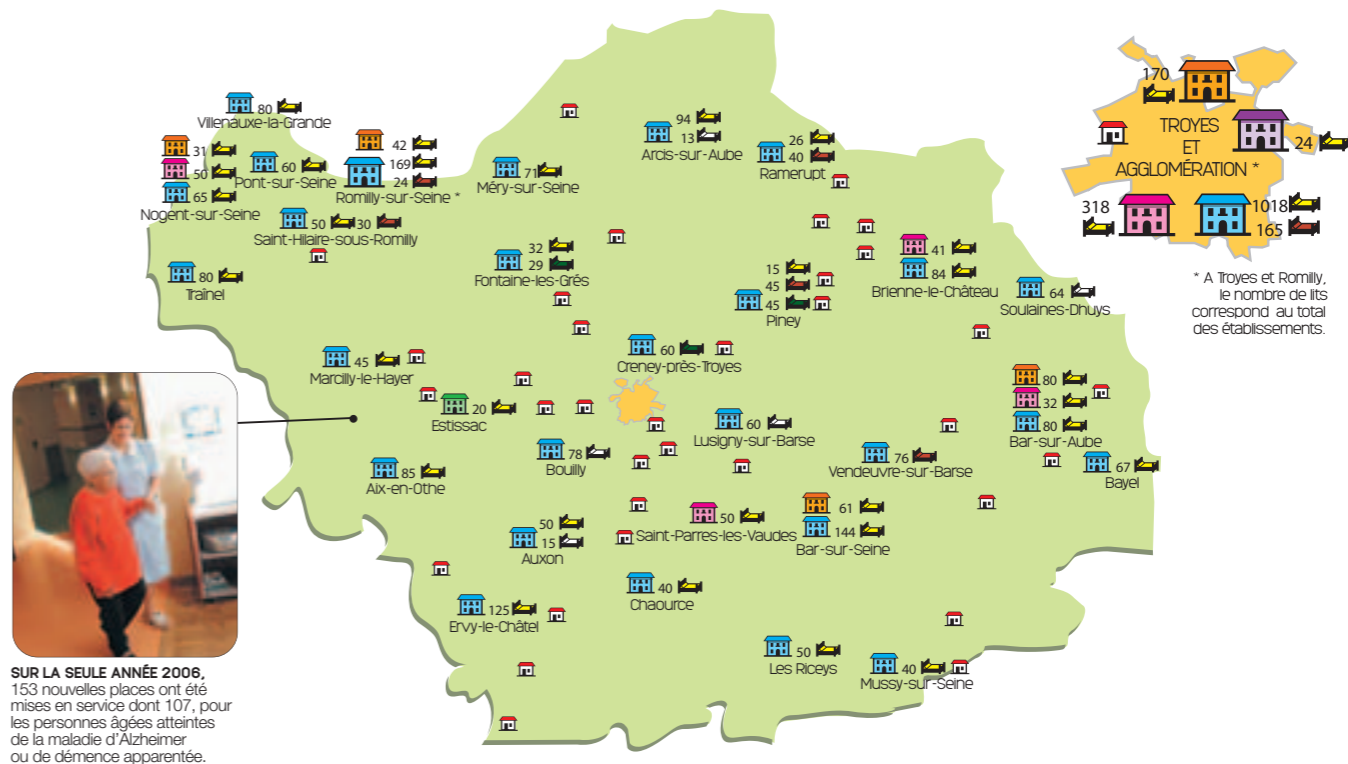 80
Villenauxe-la-Grande
31
50
65
Nogent-sur-Seine
60
Pont-sur-Seine
42
169
24
Romilly-sur-Seine *
50 30
Saint-Hilaire-sous-Romilly
80
Traînel
71
Méry-sur-Seine
94
13
Arcis-sur-Aube
26
40
Ramerupt
32
29
Fontaine-les-Grés
15
45
45
Piney
41
84
Brienne-le-Château
64
Soulaines-Dhuys
45
Marcilly-le-Hayer
60
Creney-près-Troyes
20
Estissac
60
Lusigny-sur-Barse
80
32
80
Bar-sur-Aube
67
Bayel
78
Bouilly
85
Aix-en-Othe
76
Vendeuvre-sur-Barse
50
Saint-Parres-les-Vaudes
61
144
Bar-sur-Seine
50
15
Auxon
40
Chaource
125
Ervy-le-Châtel
50
Les Riceys
40
Mussy-sur-Seine
170
TROYES
ET
AGGLOMÉRATION *
24
318
1018
165
* A Troyes et Romilly,
le nombre de lits
correspond au total
des établissements.
SUR LA SEULE ANNÉE 2006,
153 nouvelles places ont été
mises en service dont 107, pour
les personnes âgées atteintes
de la maladie d'Alzheimer
ou de démence apparentée.